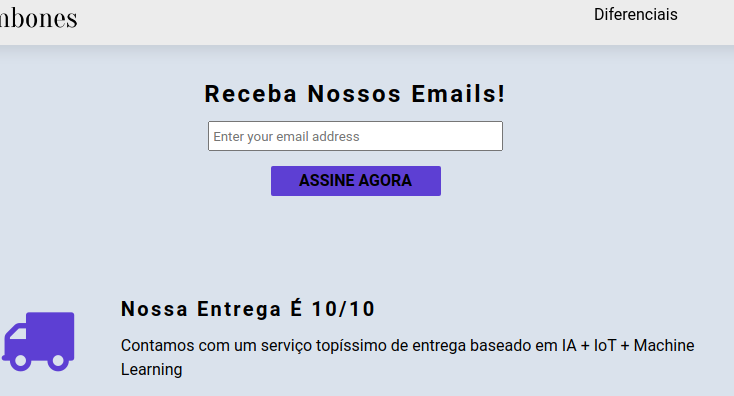 Diferenciais
Receba Nossos Emails!
Enter your email address
ASSINE AGORA
Nossa Entrega É 10/10
Contamos com um serviço topíssimo de entrega baseado em IA + IoT + Machine
Learning